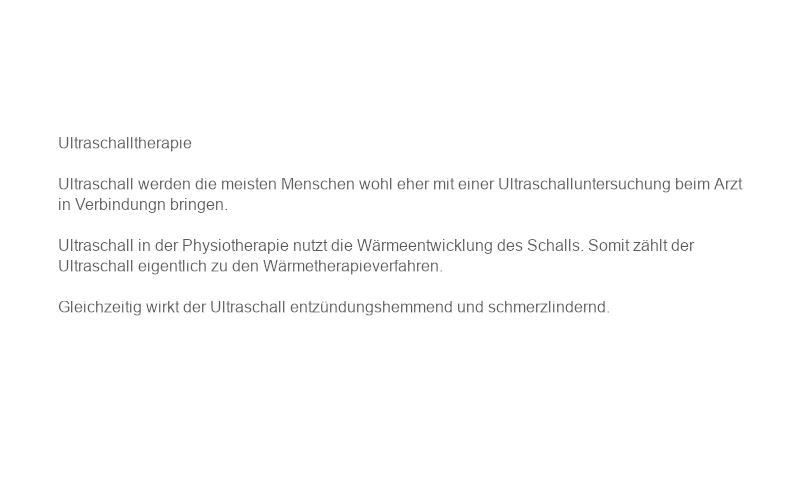 Ultraschalltherapie
Ultraschall werden die meisten Menschen wohl eher mit einer Ultraschalluntersuchung beim Arzt
in Verbindungn bringen.
Ultraschall in der Physiotherapie nutzt die Wärmeentwicklung des Schalls. Somit zählt der
Ultraschall eigentlich zu den Wärmetherapieverfahren.
Gleichzeitig wirkt der Ultraschall entzündungshemmend und schmerzlindernd.